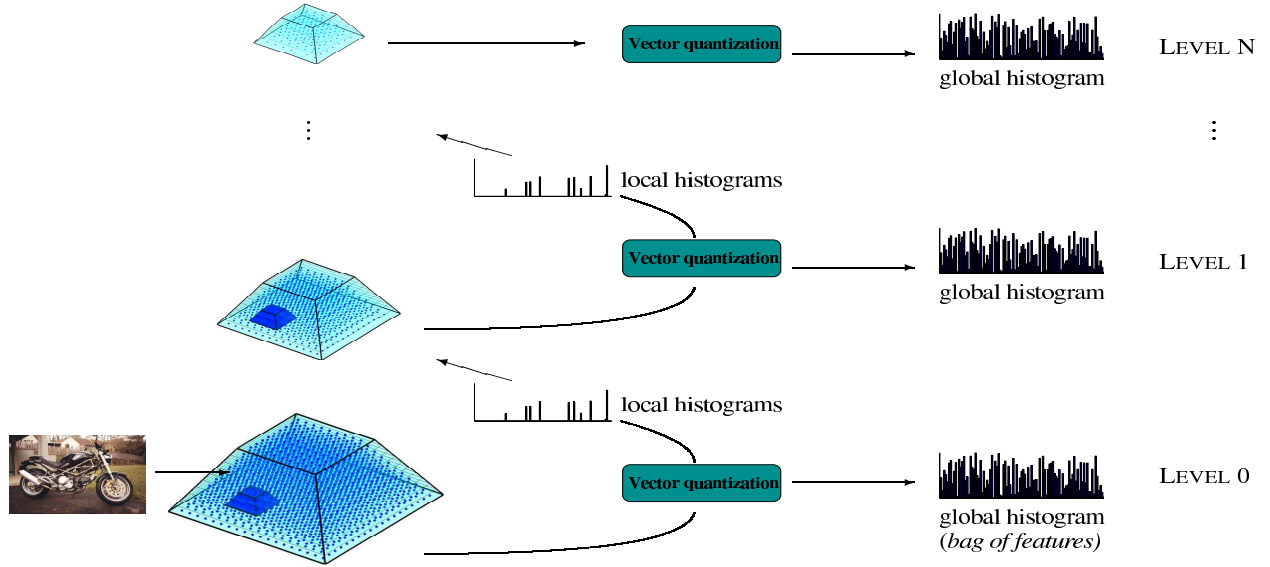 Vector quantization
global histogram
LEVEL N
local histograms
Vector quantization
global histogram
LEVEL 1
local histograms
Vector quantization
global histogram
(bag of features)
LEVEL 0